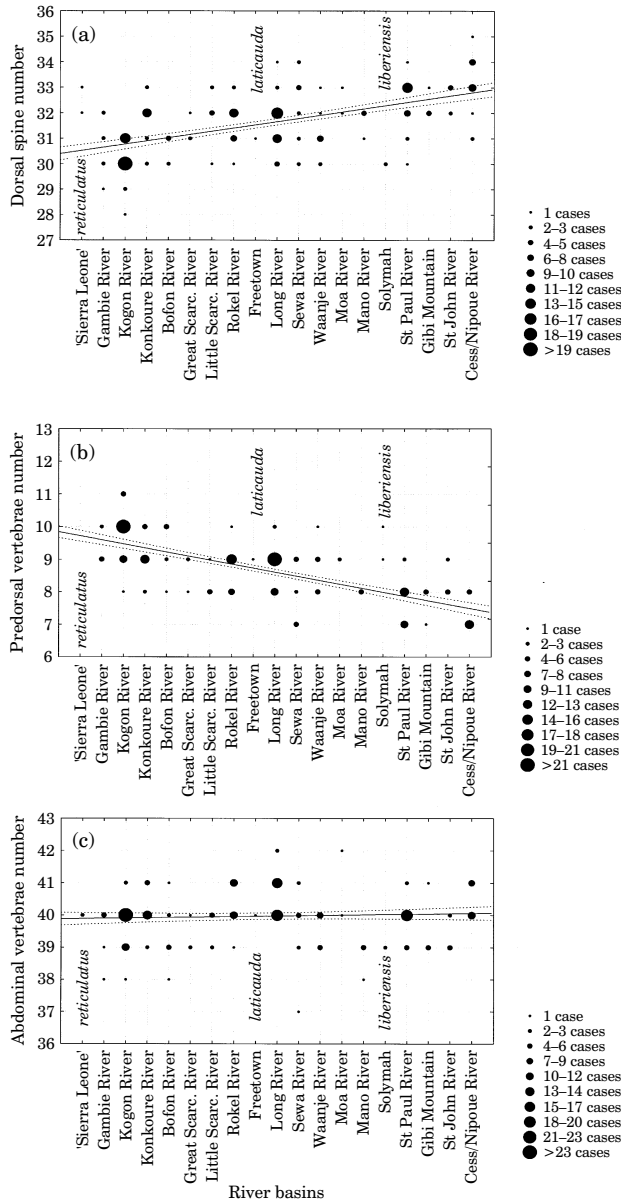 (a)
Dorsal spine number
36
35
34
33
32
31
30
29
28
27
reticulatus
laticauda
liberiensis
'Sierra Leone'
Gambie River
Kogon River
Konkoure River
Bofon River
Great Scarc. River
Little Scarc. River
Rokel River
Freetown
Long River
Sewa River
Waanje River
Moa River
Mano River
Solymah
St Paul River
Gibi Mountain
St John River
Cess/Nipoue River
1 cases
2–3 cases
4–5 cases
6–8 cases
9–10 cases
11–12 cases
13–15 cases
16–17 cases
18–19 cases
>19 cases
(b)
Predorsal vertebrae number
13
12
11
10
9
8
7
6
reticulatus
laticauda
liberiensis
'Sierra Leone'
Gambie River
Kogon River
Konkoure River
Bofon River
Great Scarc. River
Little Scarc. River
Rokel River
Freetown
Long River
Sewa River
Waanje River
Moa River
Mano River
Solymah
St Paul River
Gibi Mountain
St John River
Cess/Nipoue River
1 case
2–3 cases
4–6 cases
7–8 cases
9–11 cases
12–13 cases
14–16 cases
17–18 cases
19–21 cases
>21 cases
(c)
Abdominal vertebrae number
43
42
41
40
39
38
37
36
reticulatus
laticauda
liberiensis
'Sierra Leone'
Gambie River
Kogon River
Konkoure River
Bofon River
Great Scarc. River
Little Scarc. River
Rokel River
Freetown
Long River
Sewa River
Waanje River
Moa River
Mano River
Solymah
St Paul River
Gibi Mountain
St John River
Cess/Nipoue River
River basins
1 case
2–3 cases
4–6 cases
7–9 cases
10–12 cases
13–14 cases
15–17 cases
18–20 cases
21–23 cases
>23 cases